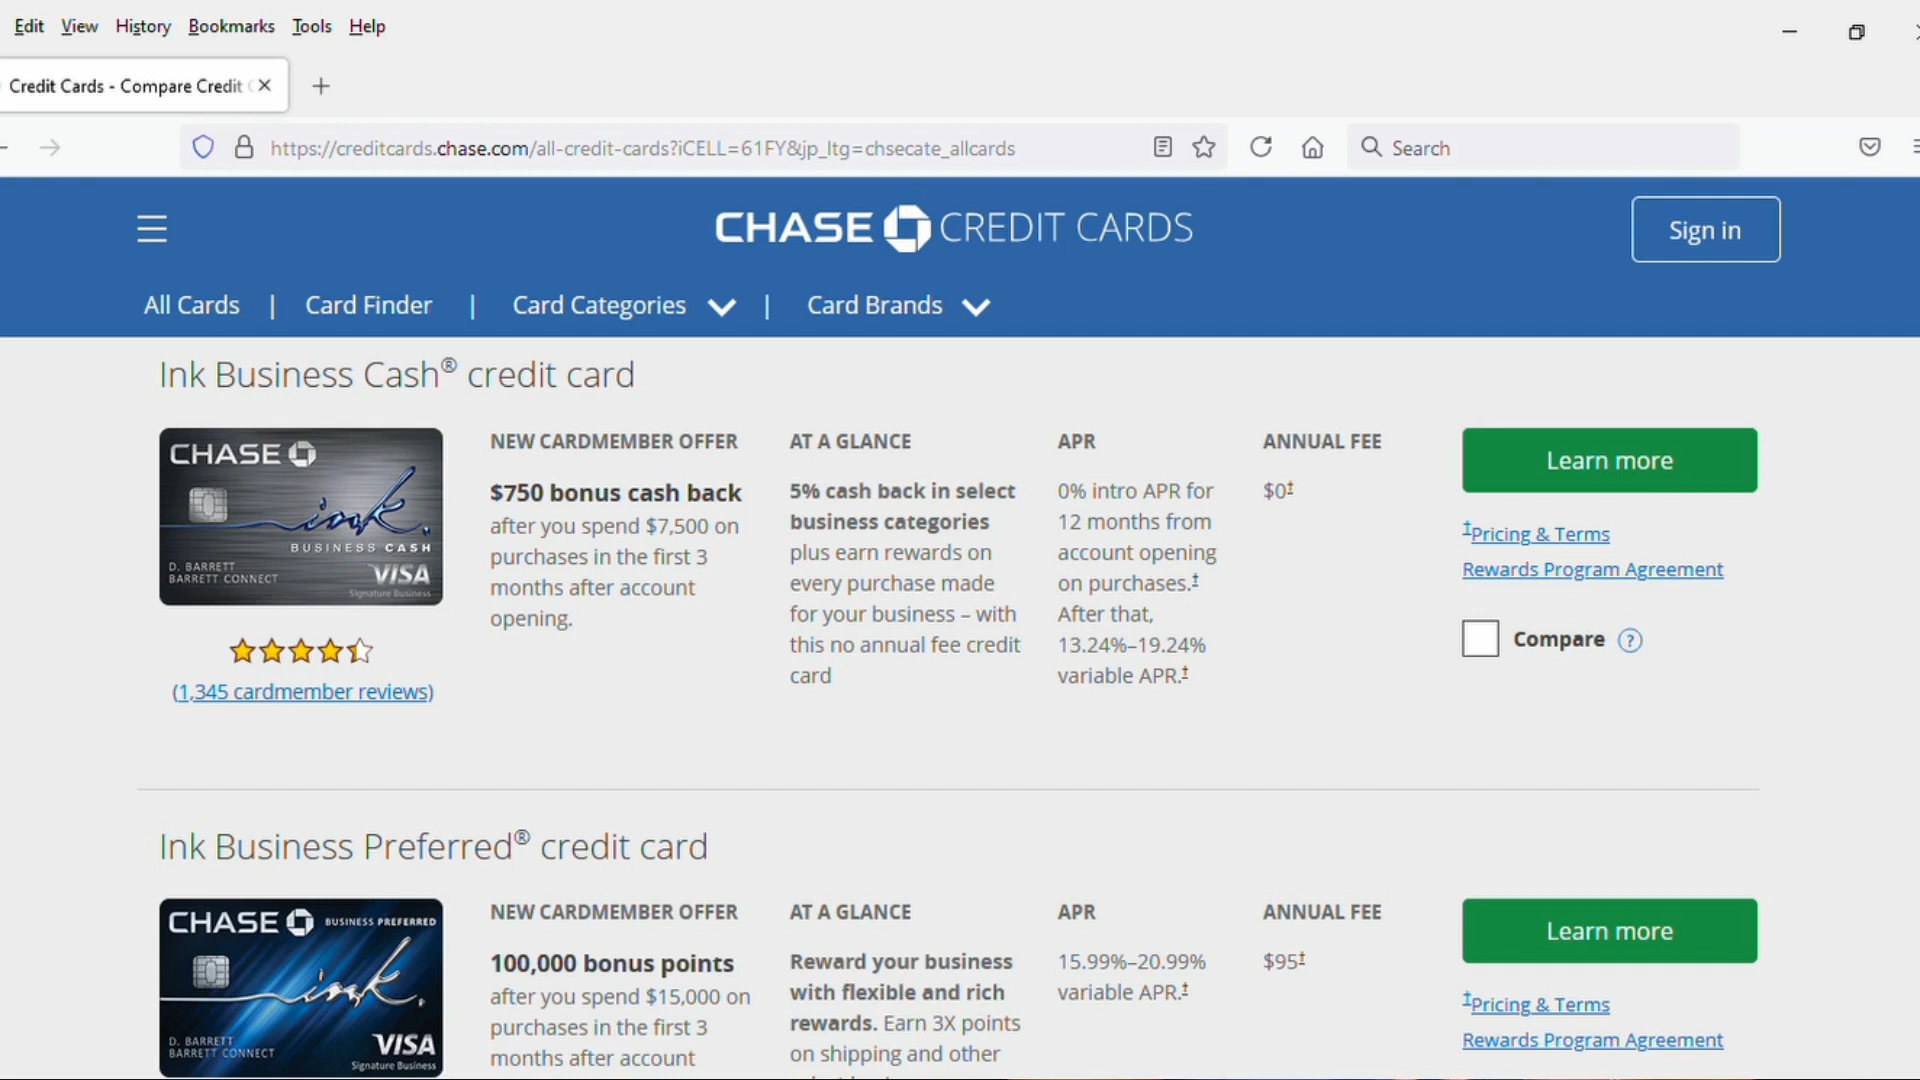 Edit View History Bookmarks Tools Help
Credit Cards - Compare Credit
https://creditcards.chase.com/all-credit-cards?iCELL=61FY&jp_ltg=chsecate_allcards
Search
CHASE CREDIT CARDS
Sign in
All Cards | Card Finder | Card Categories | Card Brands
Ink Business Cash® credit card
CHASE
ink.
BUSINESS CASH
D. BARRETT
BARRETT CONNECT
VISA
Signature Business
(1,345 cardmember reviews)
NEW CARDMEMBER OFFER
$750 bonus cash back
after you spend $7,500 on
purchases in the first 3
months after account
opening.
AT A GLANCE
5% cash back in select
business categories
plus earn rewards on
every purchase made
for your business – with
this no annual fee credit
card
APR
0% intro APR for
12 months from
account opening
on purchases.‡
After that,
13.24%–19.24%
variable APR.†
ANNUAL FEE
$0‡
Learn more
‡Pricing & Terms
Rewards Program Agreement
Compare ?
Ink Business Preferred® credit card
CHASE BUSINESS PREFERRED
ink.
D. BARRETT
BARRETT CONNECT
VISA
Signature Business
NEW CARDMEMBER OFFER
100,000 bonus points
after you spend $15,000 on
purchases in the first 3
months after account
AT A GLANCE
Reward your business
with flexible and rich
rewards. Earn 3X points
on shipping and other
APR
15.99%–20.99%
variable APR.‡
ANNUAL FEE
$95‡
Learn more
‡Pricing & Terms
Rewards Program Agreement